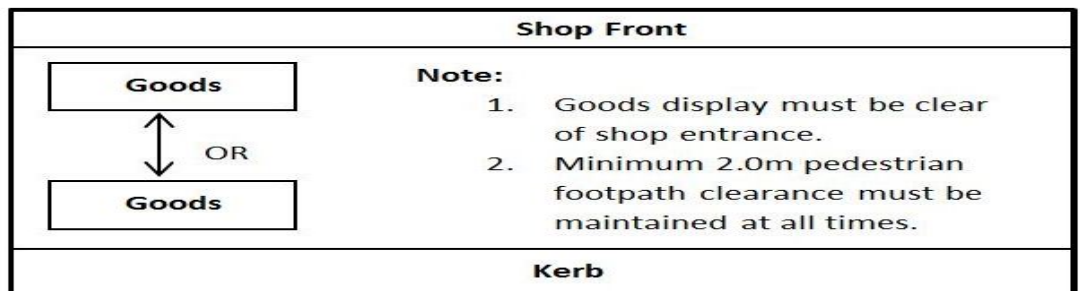 Shop Front
Goods
OR
Goods
Note:
1. Goods display must be clear
of shop entrance.
2. Minimum 2.0m pedestrian
footpath clearance must be
maintained at all times.
Kerb